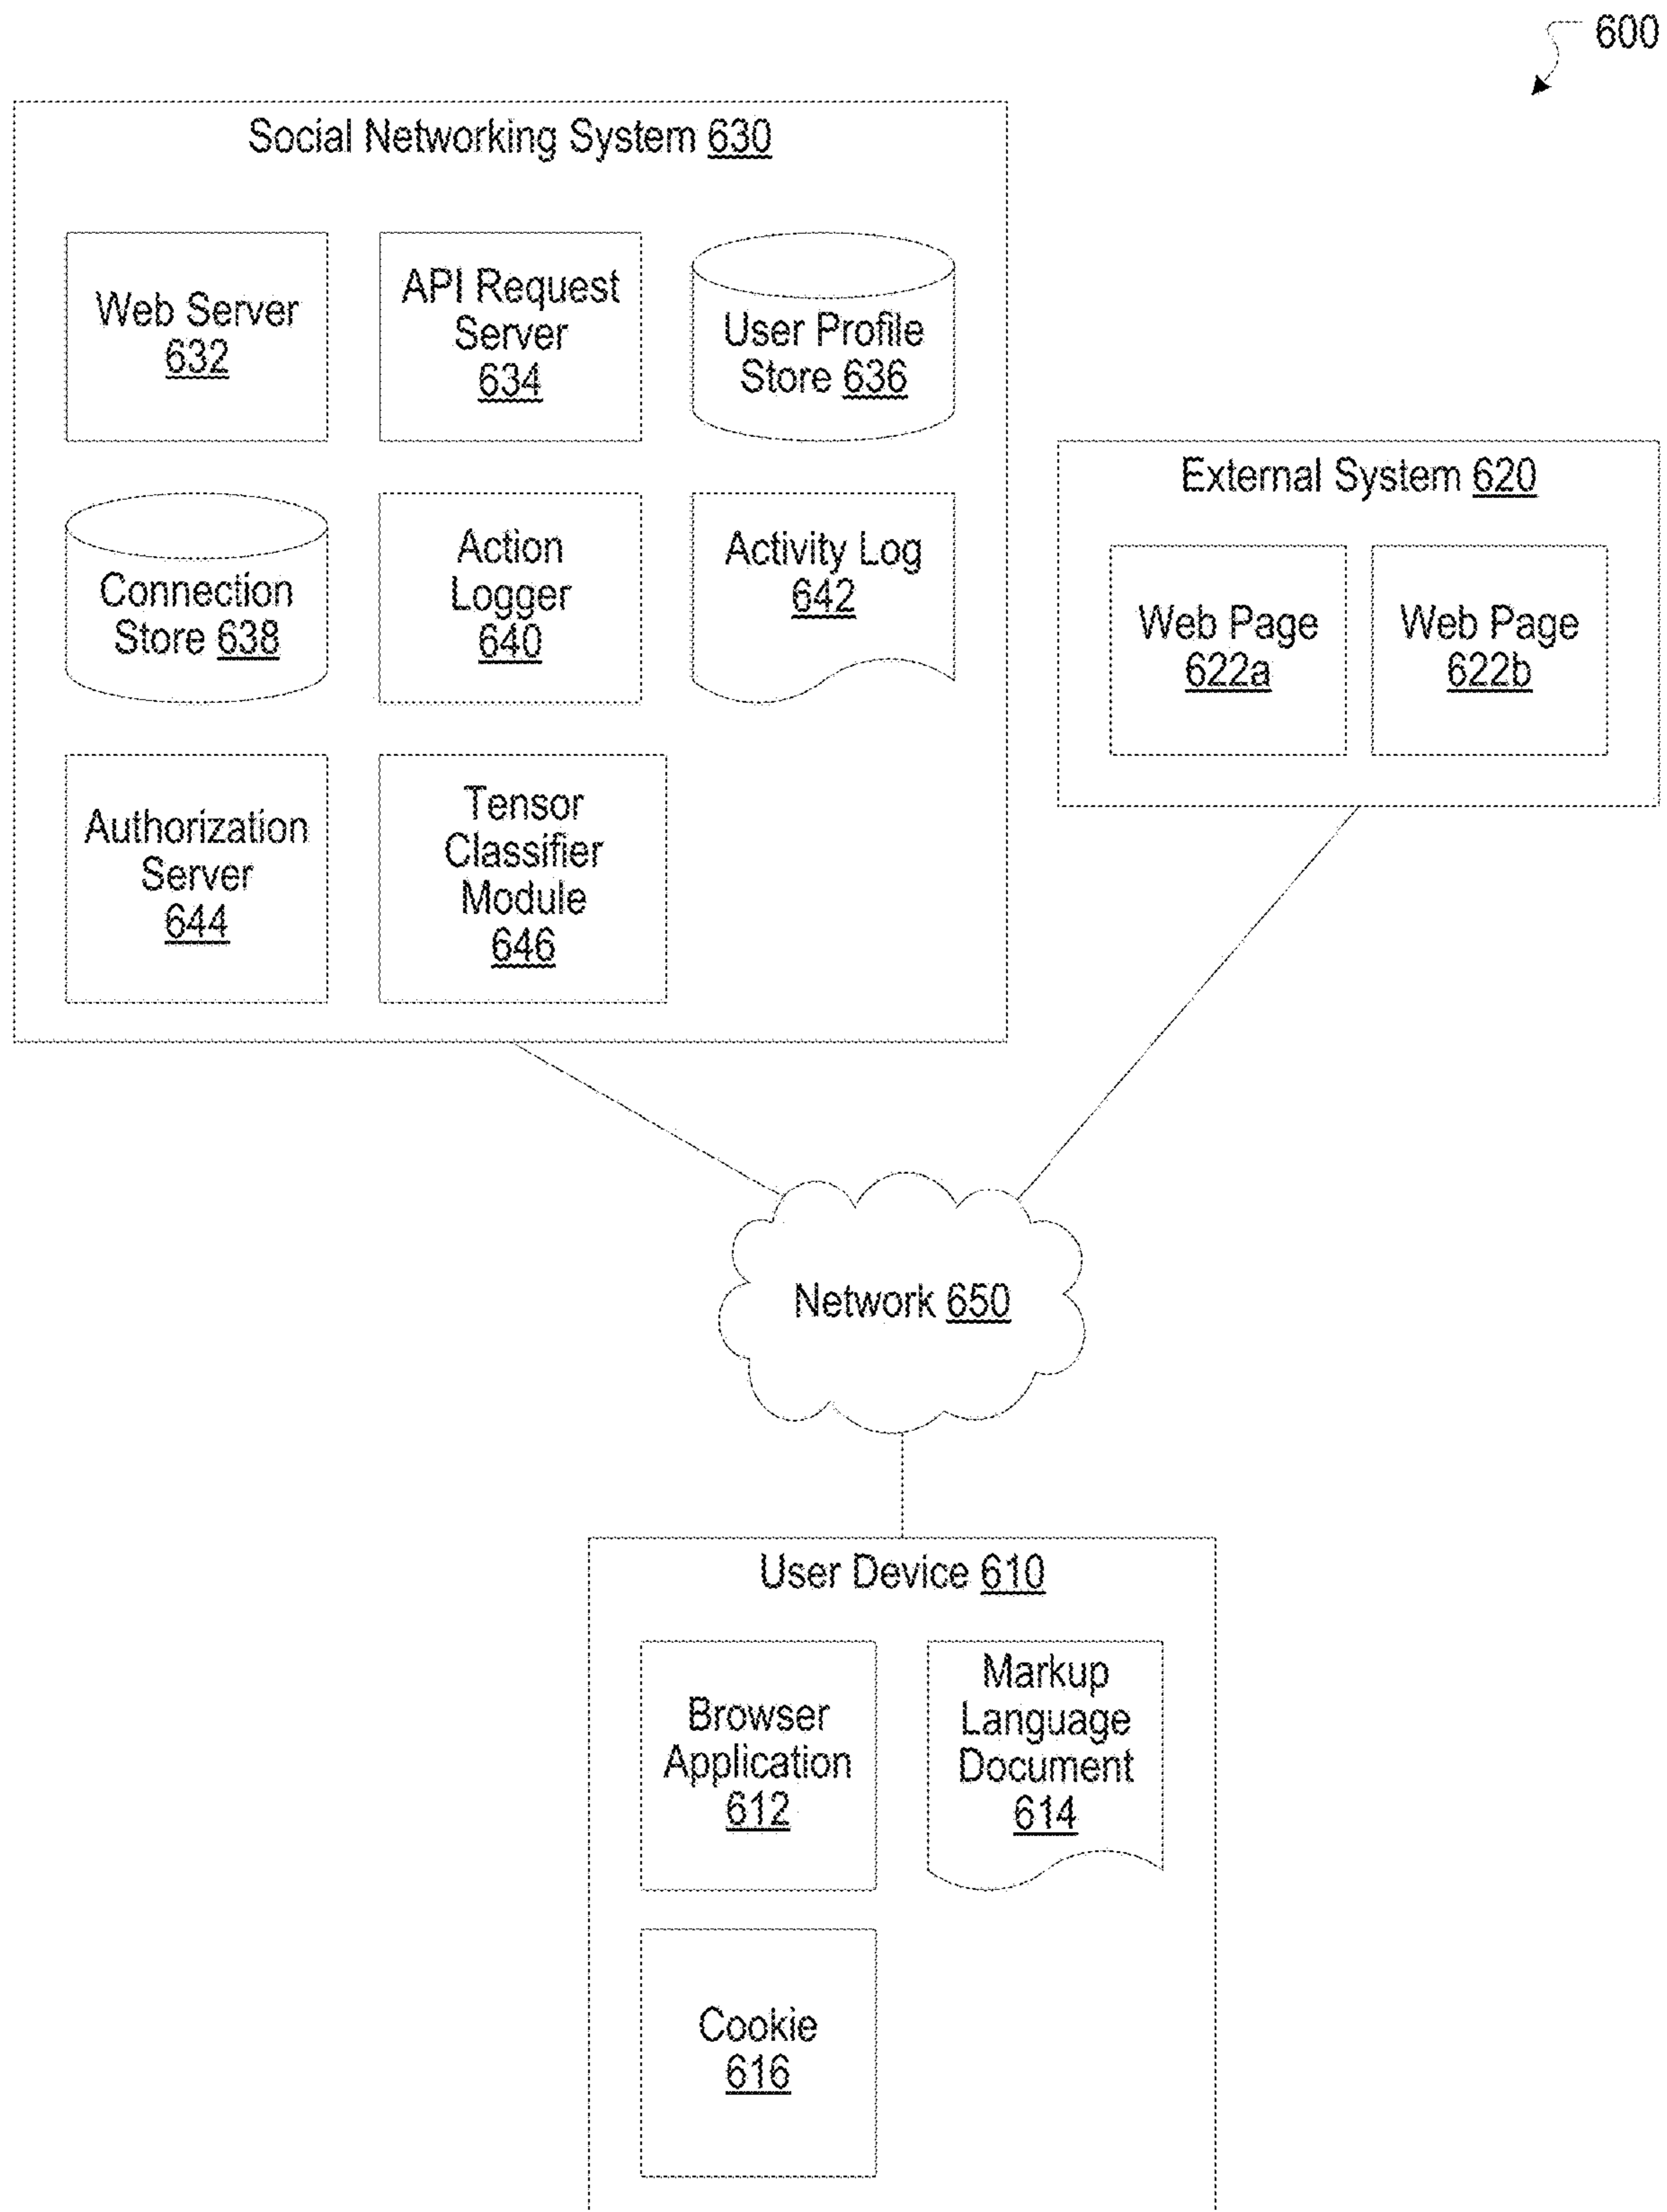 600
Social Networking System 630
Web Server
632
API Request
Server
634
User Profile
Store 636
Connection
Store 638
Action
Logger
640
Activity Log
642
Authorization
Server
644
Tensor
Classifier
Module
646
External System 620
Web Page
622a
Web Page
622b
Network 650
User Device 610
Browser
Application
612
Markup
Language
Document
614
Cookie
616